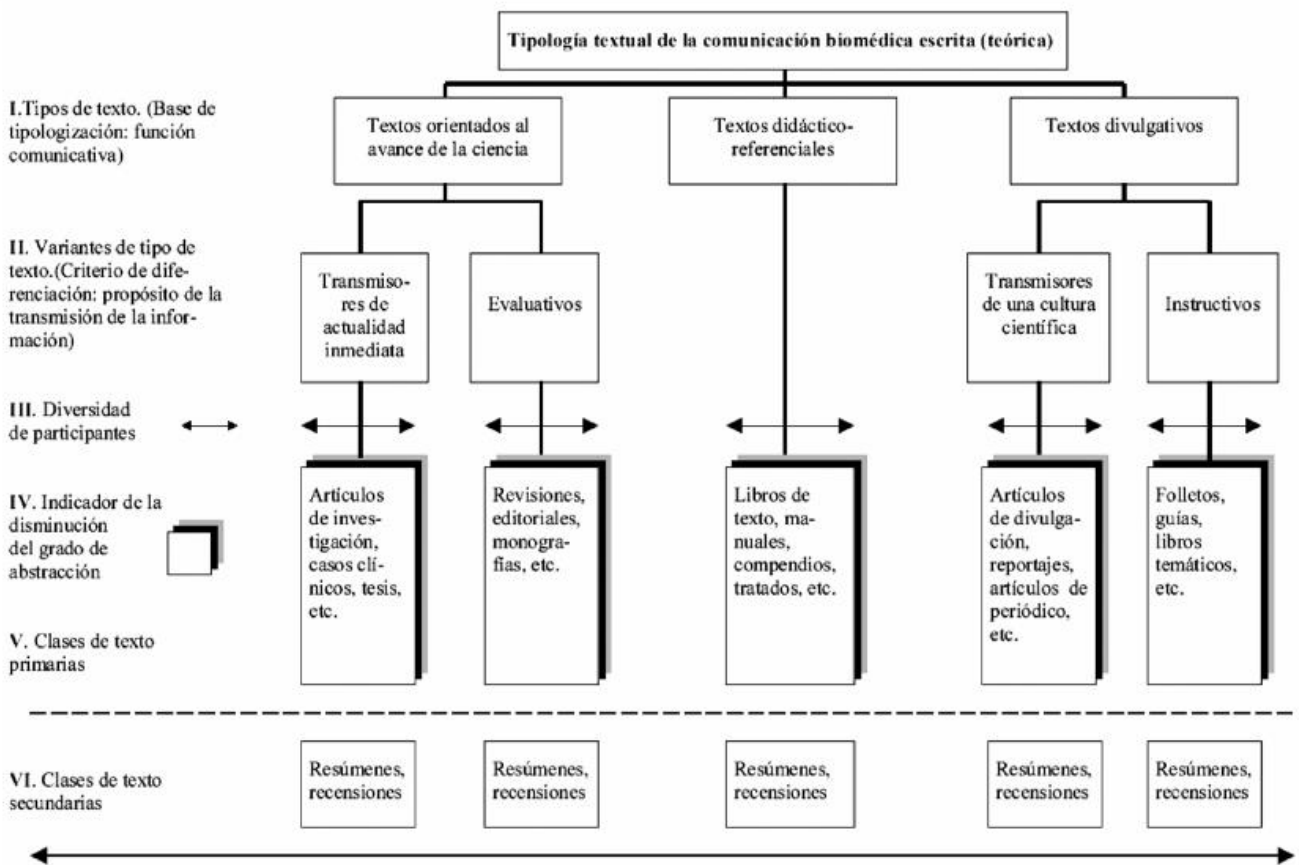 Tipología textual de la comunicación biomédica escrita (teórica)
I.Tipos de texto. (Base de
tipologización: función
comunicativa)
Textos orientados al
avance de la ciencia
Textos didáctico-
referenciales
Textos divulgativos
II. Variantes de tipo de
texto.(Criterio de dife-
renciación: propósito de la
transmisión de la infor-
mación)
Transmiso-
res de
actualidad
inmediata
Evaluativos
Transmisores
de una cultura
científica
Instructivos
III. Diversidad
de participantes
IV. Indicador de la
disminución
del grado de
abstracción
Artículos
de inves-
tigación,
casos clí-
nicos, tesis,
etc.
Revisiones,
editoriales,
monogra-
fías, etc.
Libros de
texto, ma-
nuales,
compendios,
tratados, etc.
Artículos
de divulga-
ción,
reportajes,
artículos de
periódico,
etc.
Folletos,
guías,
libros
temáticos,
etc.
V. Clases de texto
primarias
VI. Clases de texto
secundarias
Resúmenes,
recensiones
Resúmenes,
recensiones
Resúmenes,
recensiones
Resúmenes,
recensiones
Resúmenes,
recensiones